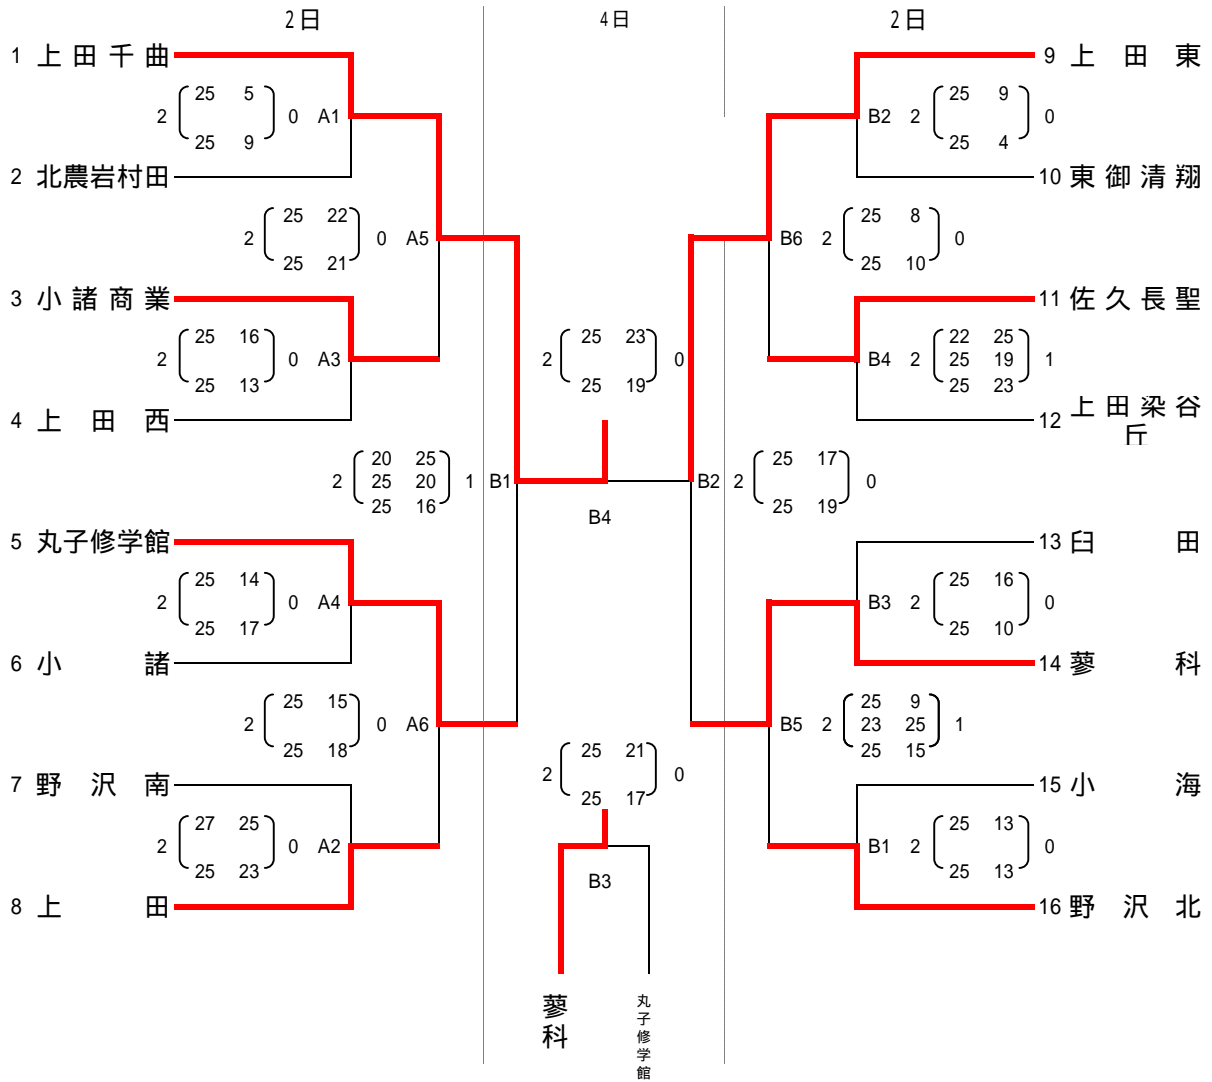 2日 4日 2日
1 上田千曲 9 上田東
25 5 25 9
2 0 A1 B2 2 0
25 9 25 4
2 北農岩村田 10 東御清翔
25 22 25 8
2 0 A5 B6 2 0
25 21 25 10
3 小諸商業 11 佐久長聖
25 16 25 23 22 25
2 0 A3 2 0 B4 2 25 19 1
25 13 25 19 25 23
4 上田西 12 上田染谷丘
20 25 25 17
2 25 20 1 B1 B2 2 0
25 16 25 19
B4
5 丸子修学館 13 臼田
25 14 25 16
2 0 A4 B3 2 0
25 17 25 10
6 小諸 14 蓼科
25 15 25 9
2 0 A6 B5 2 23 25 1
25 18 25 15
25 21
2 0
25 17
7 野沢南 15 小海
27 25 25 13
2 0 A2 B1 2 0
25 23 25 13
B3
8 上田 16 野沢北
蓼科 丸子修学館